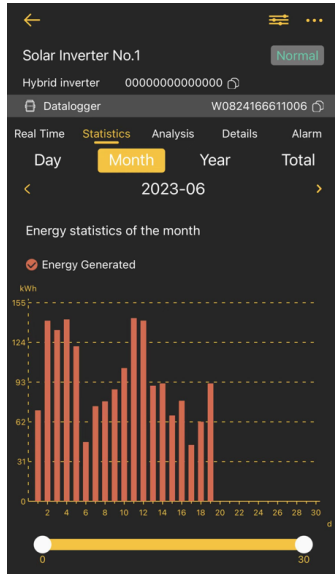 Solar Inverter No.1 Normal
Hybrid inverter 00000000000000
Datalogger W0824166611006
Real Time Statistics Analysis Details Alarm
Day Month Year Total
< 2023-06 >
Energy statistics of the month
Energy Generated
kWh
155
124
93
62
31
0
2 4 6 8 10 12 14 16 18 20 22 24 26 28 30
d
0 30